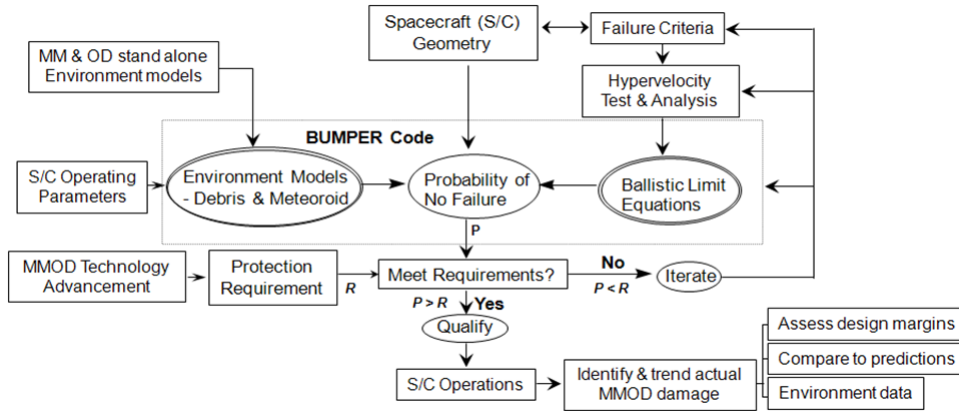 Spacecraft (S/C)
Geometry
Failure Criteria
MM & OD stand alone
Environment models
Hypervelocity
Test & Analysis
BUMPER Code
S/C Operating
Parameters
Environment Models
- Debris & Meteoroid
Probability of
No Failure
Ballistic Limit
Equations
P
MMOD Technology
Advancement
Protection
Requirement
R
Meet Requirements?
No
P < R
Iterate
P > R
Yes
Qualify
S/C Operations
Identify & trend actual
MMOD damage
Assess design margins
Compare to predictions
Environment data